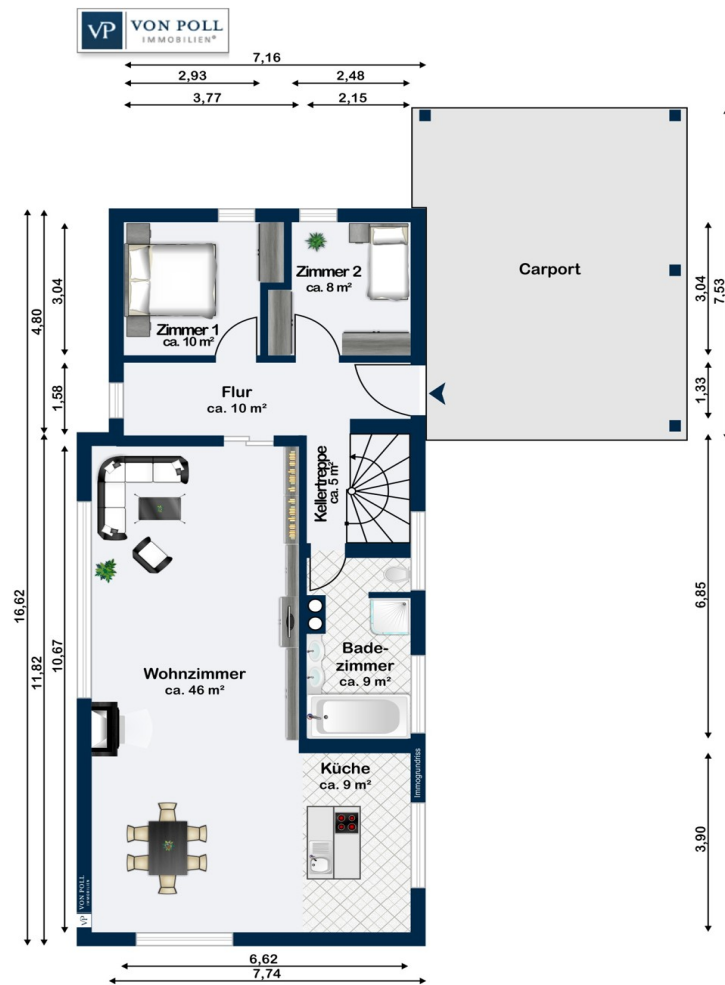 VP VON POLL
IMMOBILIEN®
7,16
2,93
2,48
3,77
2,15
Zimmer 1
ca. 10 m²
Zimmer 2
ca. 8 m²
Carport
3,04
4,80
1,58
3,04
7,53
1,33
Flur
ca. 10 m²
Kellertreppe
ca. 5 m²
16,62
11,82
10,67
6,85
Wohnzimmer
ca. 46 m²
Bade-
zimmer
ca. 9 m²
Küche
ca. 9 m²
Immogrundriss
3,90
VP VON POLL
IMMOBILIEN
6,62
7,74